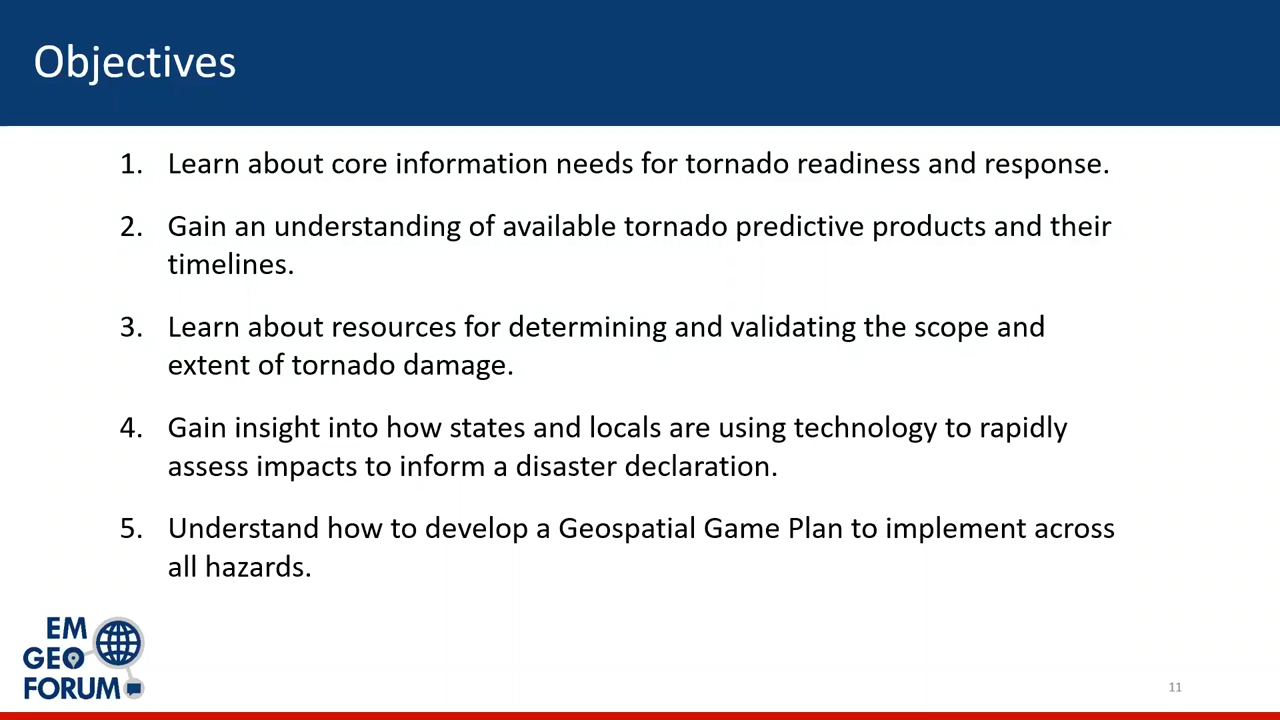 Objectives
1. Learn about core information needs for tornado readiness and response.
2. Gain an understanding of available tornado predictive products and their
timelines.
3. Learn about resources for determining and validating the scope and
extent of tornado damage.
4. Gain insight into how states and locals are using technology to rapidly
assess impacts to inform a disaster declaration.
5. Understand how to develop a Geospatial Game Plan to implement across
all hazards.
EM
GEO
FORUM
11